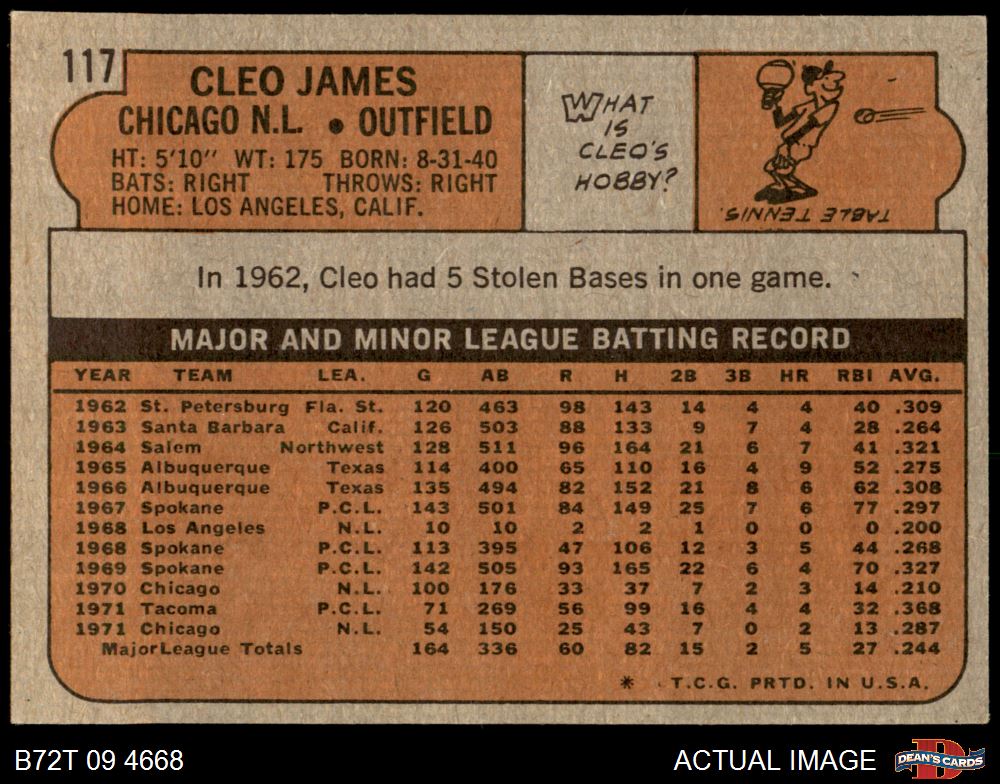 117
CLEO JAMES
CHICAGO N.L. • OUTFIELD
HT: 5'10" WT: 175 BORN: 8-31-40
BATS: RIGHT THROWS: RIGHT
HOME: LOS ANGELES, CALIF.
WHAT
IS
CLEO'S
HOBBY?
TABLE TENNIS.
In 1962, Cleo had 5 Stolen Bases in one game.
MAJOR AND MINOR LEAGUE BATTING RECORD
YEAR TEAM LEA. G AB R H 2B 3B HR RBI AVG.
1962 St. Petersburg Fla. St. 120 463 98 143 14 4 4 40 .309
1963 Santa Barbara Calif. 126 503 88 133 9 7 4 28 .264
1964 Salem Northwest 128 511 96 164 21 6 7 41 .321
1965 Albuquerque Texas 114 400 65 110 16 4 9 52 .275
1966 Albuquerque Texas 135 494 82 152 21 8 6 62 .308
1967 Spokane P.C.L. 143 501 84 149 25 7 6 77 .297
1968 Los Angeles N.L. 10 10 2 2 1 0 0 0 .200
1968 Spokane P.C.L. 113 395 47 106 12 3 5 44 .268
1969 Spokane P.C.L. 142 505 93 165 22 6 4 70 .327
1970 Chicago N.L. 100 176 33 37 7 2 3 14 .210
1971 Tacoma P.C.L. 71 269 56 99 16 4 4 32 .368
1971 Chicago N.L. 54 150 25 43 7 0 2 13 .287
Major League Totals 164 336 60 82 15 2 5 27 .244
* T.C.G. PRTD. IN U.S.A.
B72T 09 4668 ACTUAL IMAGE DEAN'S CARDS